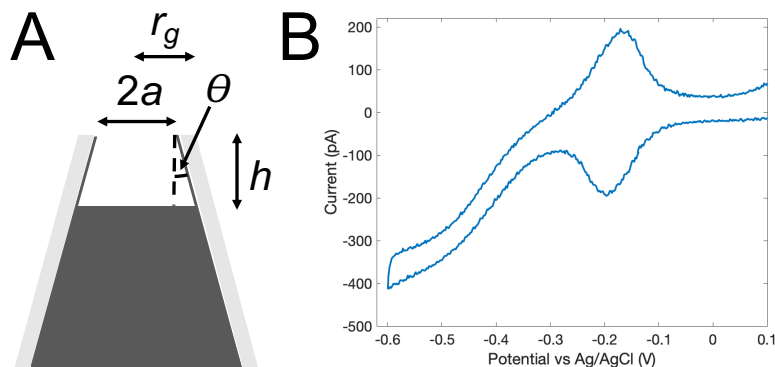 A
r_g
2a
θ
h
B
200
100
0
-100
-200
-300
-400
-500
Current (pA)
-0.6 -0.5 -0.4 -0.3 -0.2 -0.1 0 0.1
Potential vs Ag/AgCl (V)